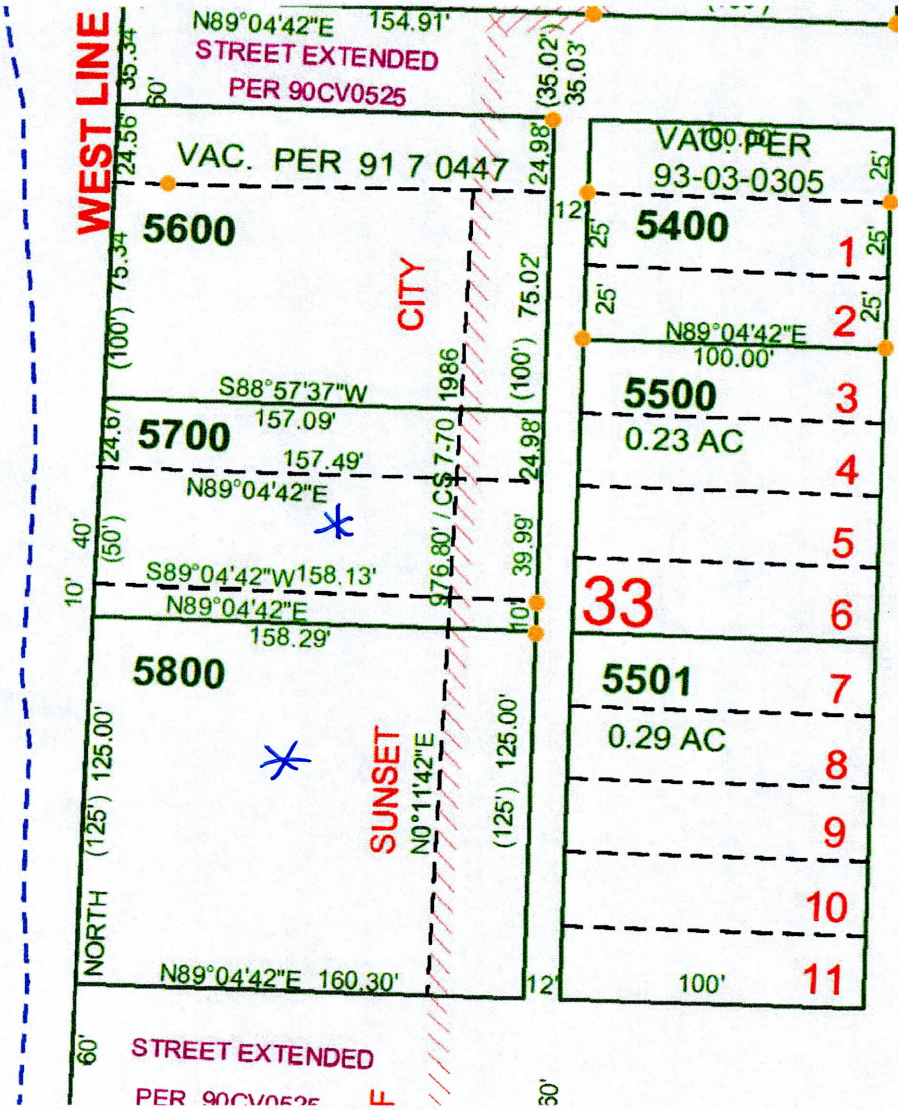 N89°04'42"E 154.91'
STREET EXTENDED
PER 90CV0525
WEST LINE
35.34'
60'
(35.02')
35.03'
24.56'
VAC. PER 91 7 0447
24.98'
100.00'
VAC. PER
93-03-0305
25'
12'
5600
5400
25'
1
25'
(100') 75.34
CITY
(100') 75.02'
25'
2
25'
N89°04'42"E
100.00'
S88°57'37"W
157.09'
1986
5500
3
0.23 AC
24.67'
5700
157.49'
N89°04'42"E
24.98'
4
976.80' / CS 7-70
40'
(50')
39.99'
5
S89°04'42"W 158.13'
10'
N89°04'42"E
158.29'
10'
33
6
5800
5501
7
0.29 AC
NORTH (125') 125.00'
SUNSET
N0°11'42"E
(125') 125.00'
8
9
10
N89°04'42"E 160.30'
12'
100'
11
60'
STREET EXTENDED
PER 90CV0525